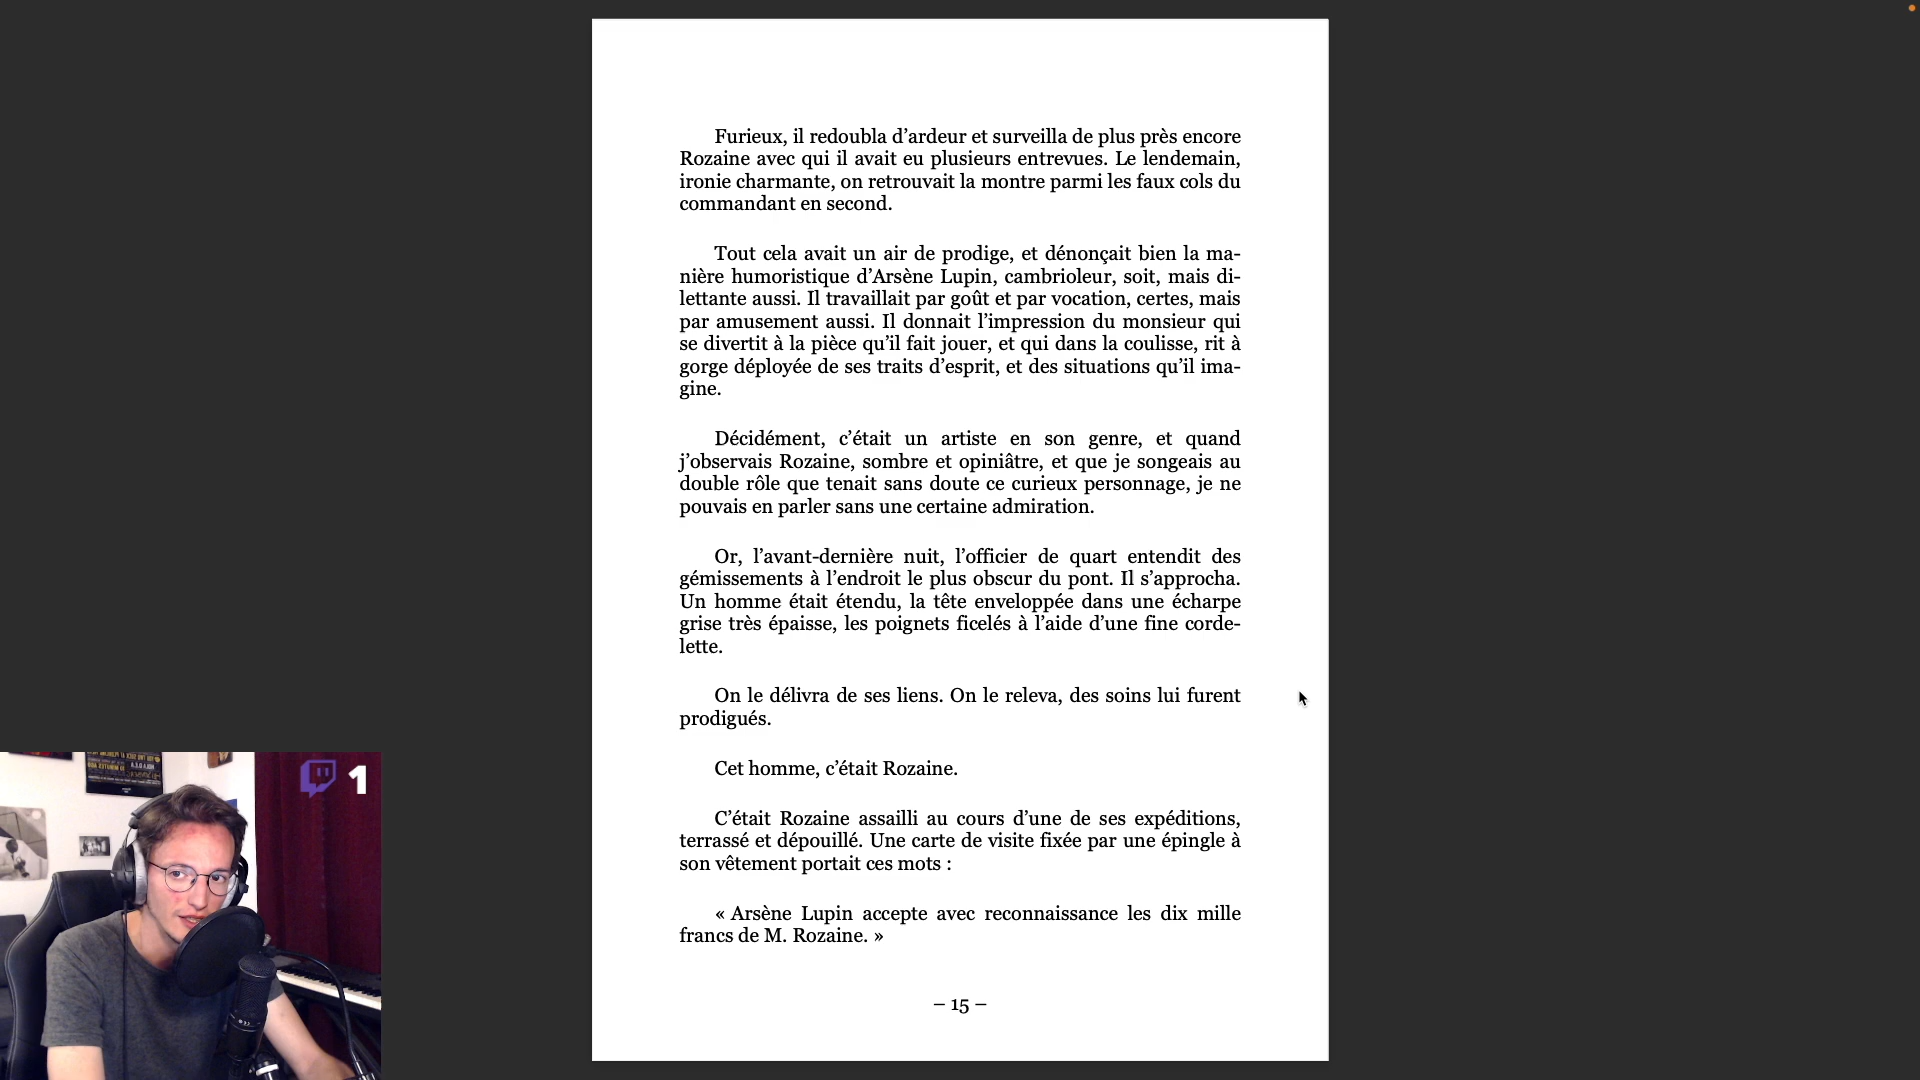 Furieux, il redoubla d’ardeur et surveilla de plus près encore
Rozaine avec qui il avait eu plusieurs entrevues. Le lendemain,
ironie charmante, on retrouvait la montre parmi les faux cols du
commandant en second.
Tout cela avait un air de prodige, et dénonçait bien la ma-
nière humoristique d’Arsène Lupin, cambrioleur, soit, mais di-
lettante aussi. Il travaillait par goût et par vocation, certes, mais
par amusement aussi. Il donnait l’impression du monsieur qui
se divertit à la pièce qu’il fait jouer, et qui dans la coulisse, rit à
gorge déployée de ses traits d’esprit, et des situations qu’il ima-
gine.
Décidément, c’était un artiste en son genre, et quand
j’observais Rozaine, sombre et opiniâtre, et que je songeais au
double rôle que tenait sans doute ce curieux personnage, je ne
pouvais en parler sans une certaine admiration.
Or, l’avant-dernière nuit, l’officier de quart entendit des
gémissements à l’endroit le plus obscur du pont. Il s’approcha.
Un homme était étendu, la tête enveloppée dans une écharpe
grise très épaisse, les poignets ficelés à l’aide d’une fine corde-
lette.
On le délivra de ses liens. On le releva, des soins lui furent
prodigués.
Cet homme, c’était Rozaine.
C’était Rozaine assailli au cours d’une de ses expéditions,
terrassé et dépouillé. Une carte de visite fixée par une épingle à
son vêtement portait ces mots :
« Arsène Lupin accepte avec reconnaissance les dix mille
francs de M. Rozaine. »
– 15 –
1